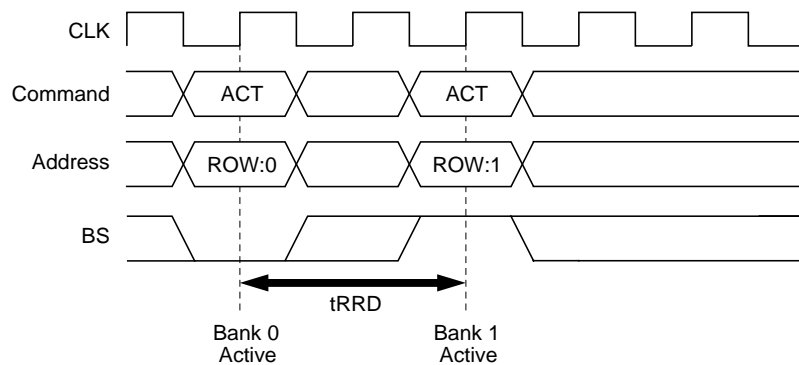 CLK
Command
ACT
ACT
Address
ROW:0
ROW:1
BS
tRRD
Bank 0
Active
Bank 1
Active